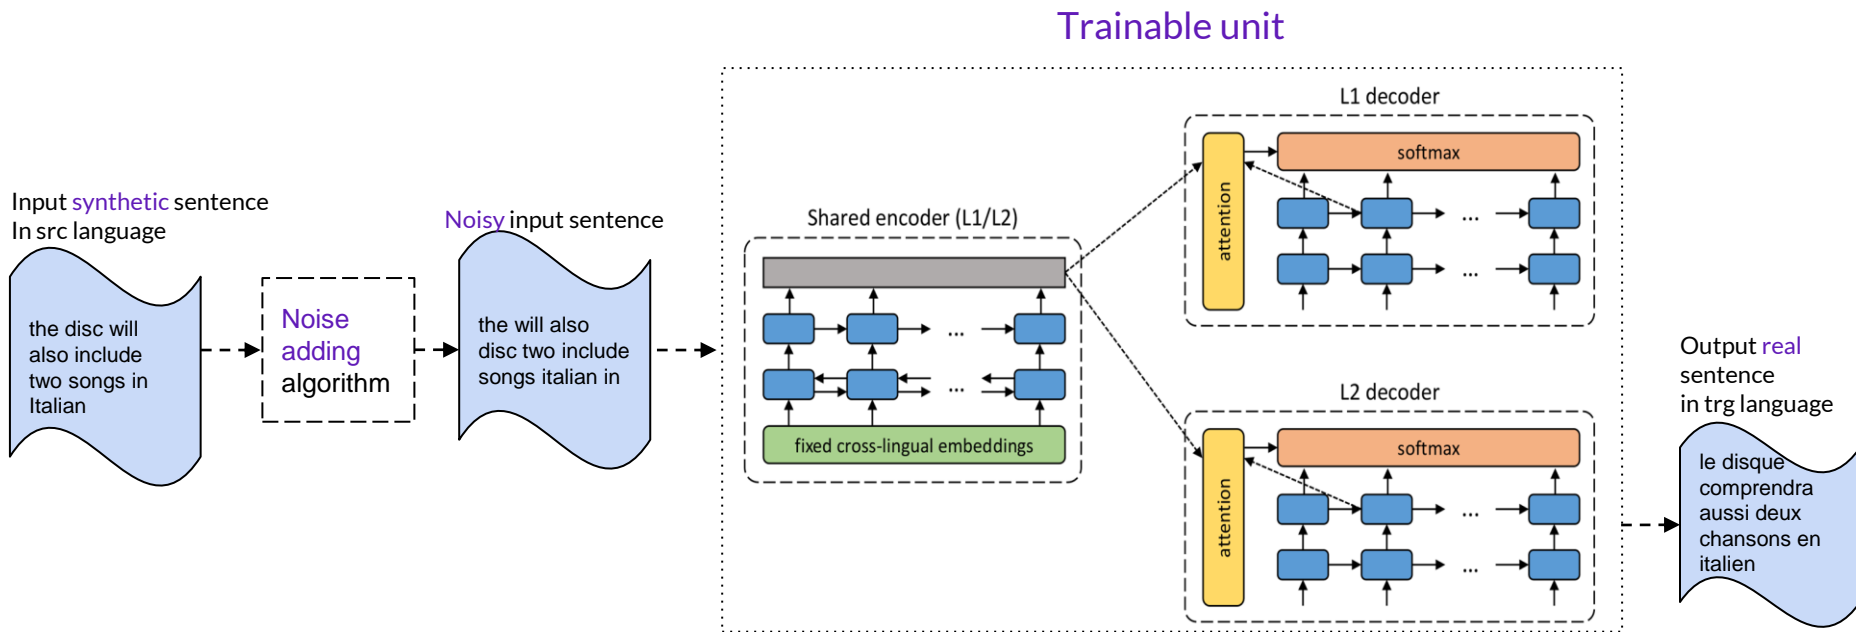 Trainable unit
Input synthetic sentence
In src language
the disc will
also include
two songs in
Italian
Noise
adding
algorithm
Noisy input sentence
the will also
disc two include
songs italian in
Shared encoder (L1/L2)
...
...
fixed cross-lingual embeddings
L1 decoder
attention
softmax
...
...
L2 decoder
attention
softmax
...
...
Output real
sentence
in trg language
le disque
comprendra
aussi deux
chansons en
italien